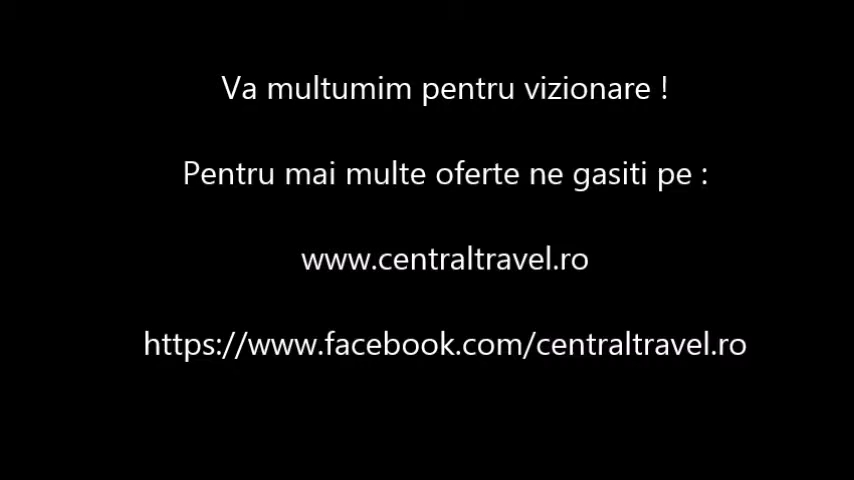 Va multumim pentru vizionare !
Pentru mai multe oferte ne gasiti pe :
www.centraltravel.ro
https://www.facebook.com/centraltravel.ro